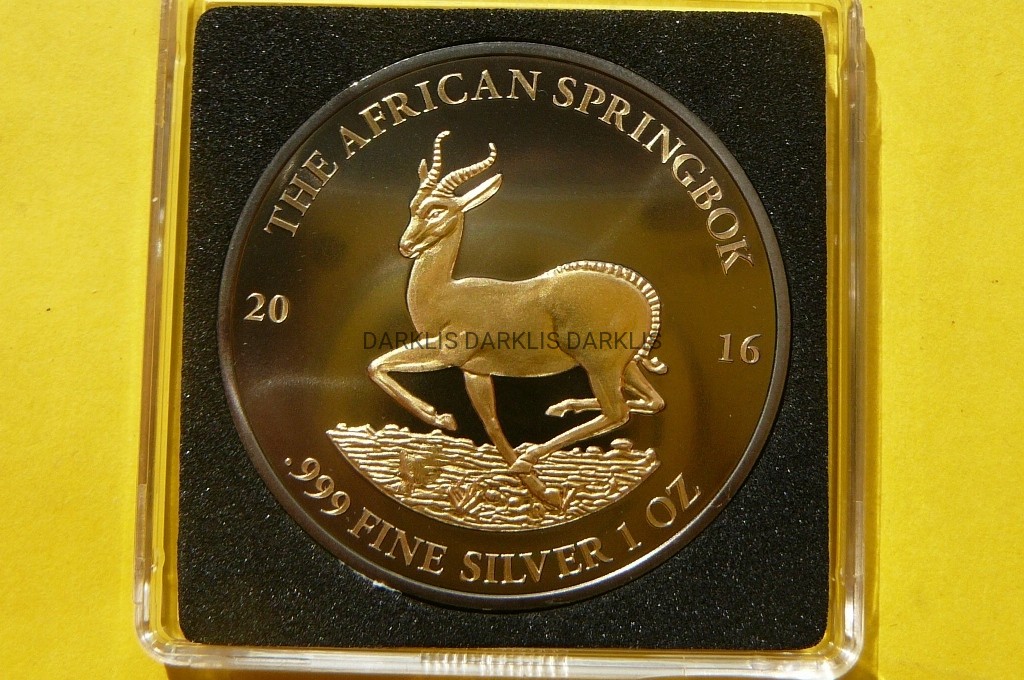 THE AFRICAN SPRINGBOK
20 16
DARKLIS DARKLIS DARKLIS
.999 FINE SILVER 1 OZ